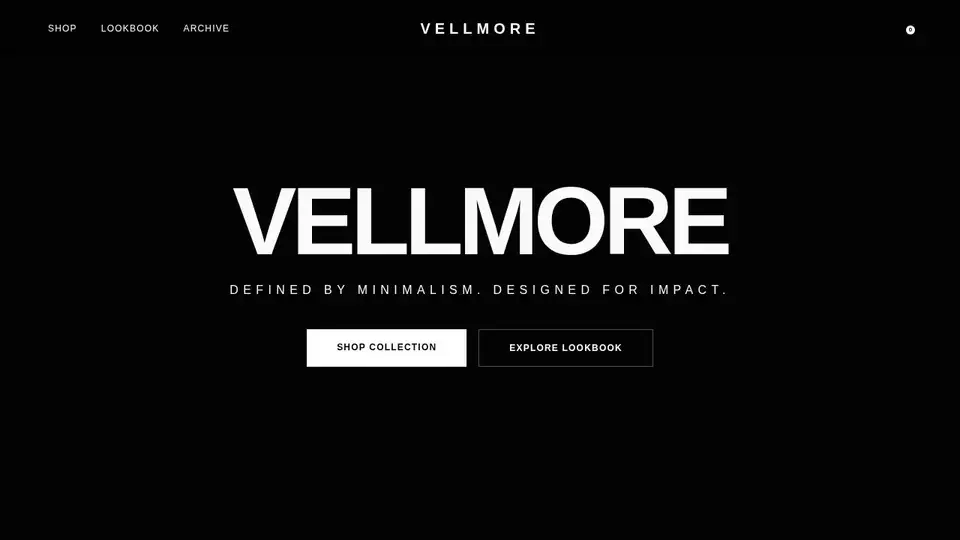 SHOP LOOKBOOK ARCHIVE VELLMORE 0
VELLMORE
DEFINED BY MINIMALISM. DESIGNED FOR IMPACT.
SHOP COLLECTION EXPLORE LOOKBOOK